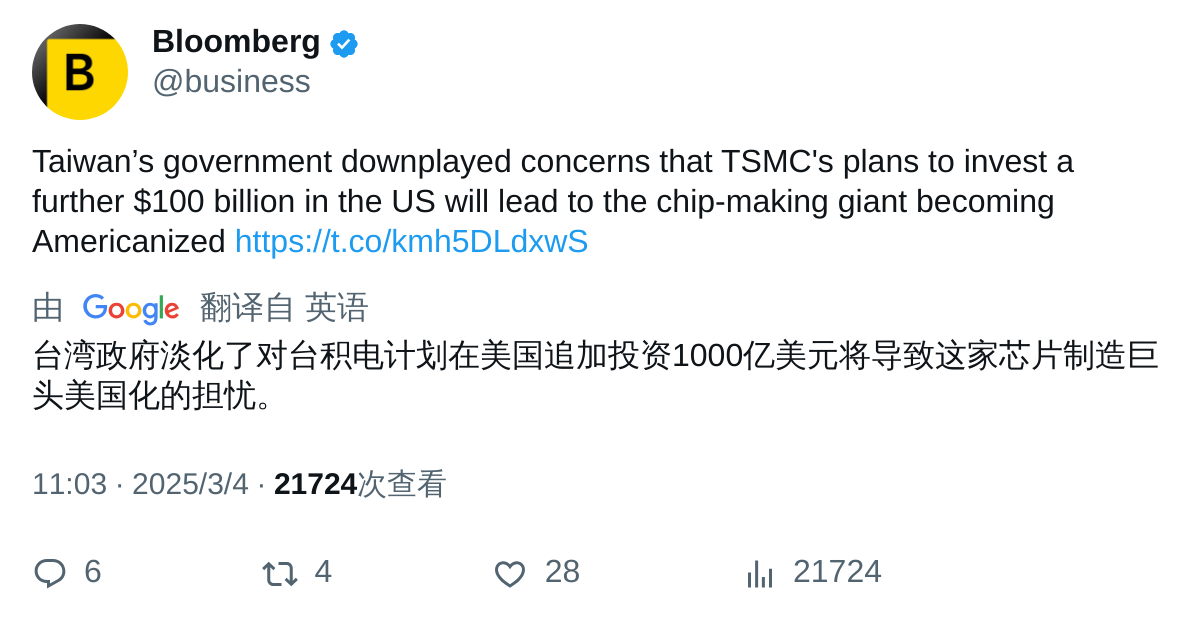 B
Bloomberg
@business
Taiwan’s government downplayed concerns that TSMC's plans to invest a
further $100 billion in the US will lead to the chip-making giant becoming
Americanized https://t.co/kmh5DLdxwS
由 Google 翻译自 英语
台湾政府淡化了对台积电计划在美国追加投资1000亿美元将导致这家芯片制造巨
头美国化的担忧。
11:03 · 2025/3/4 · 21724次查看
6 4 28 21724